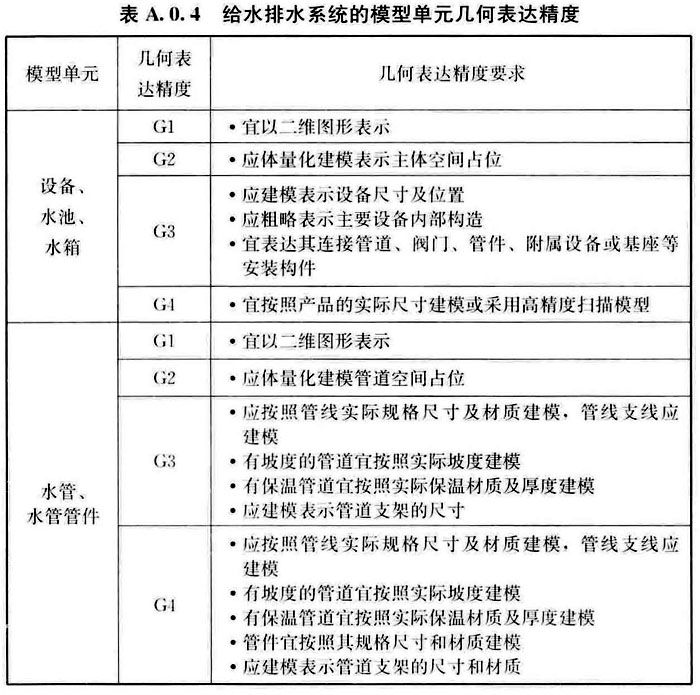 表 A.0.4 给水排水系统的模型单元几何表达精度
模型单元
几何表
达精度
几何表达精度要求
设备、
水池、
水箱
G1
•宜以二维图形表示
G2
•应体量化建模表示主体空间占位
G3
•应建模表示设备尺寸及位置
•应粗略表示主要设备内部构造
•宜表达其连接管道、阀门、管件、附属设备或基座等
安装构件
G4
•宜按照产品的实际尺寸建模或采用高精度扫描模型
水管、
水管管件
G1
•宜以二维图形表示
G2
•应体量化建模管道空间占位
G3
•应按照管线实际规格尺寸及材质建模，管线支线应
建模
•有坡度的管道宜按照实际坡度建模
•有保温管道宜按照实际保温材质及厚度建模
•应建模表示管道支架的尺寸
G4
•应按照管线实际规格尺寸及材质建模，管线支线应
建模
•有坡度的管道宜按照实际坡度建模
•有保温管道宜按照实际保温材质及厚度建模
•管件宜按照其规格尺寸和材质建模
•应建模表示管道支架的尺寸和材质